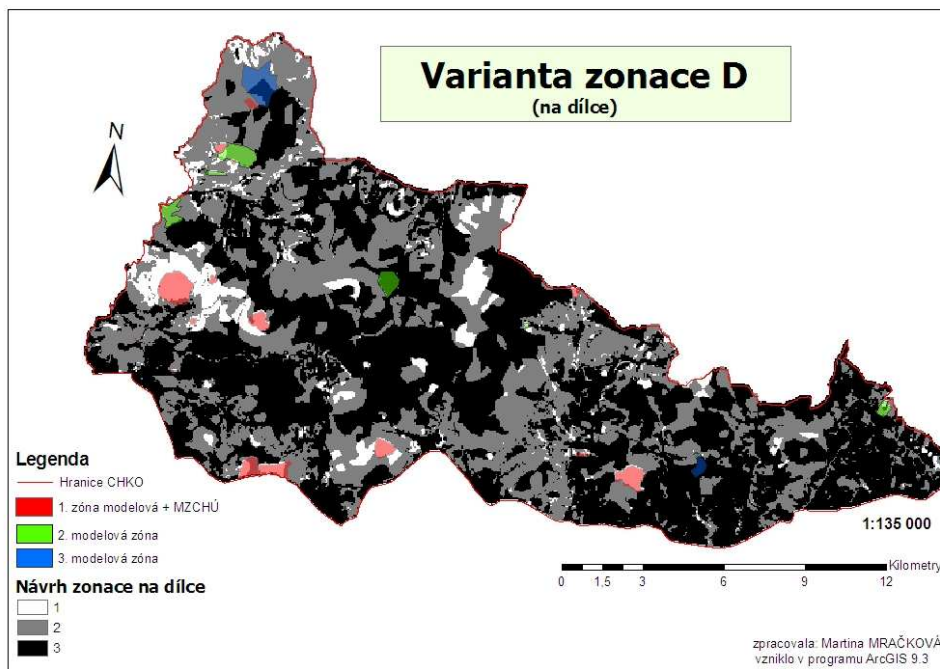 Varianta zonace D
(na dílce)
N
Legenda
Hranice CHKO
1. zóna modelová + MZCHÚ
2. modelová zóna
3. modelová zóna
Návrh zonace na dílce
1
2
3
1:135 000
Kilometry
0 1,5 3 6 9 12
zpracovala: Martina MRAČKOVÁ
vzniklo v programu ArcGIS 9.3